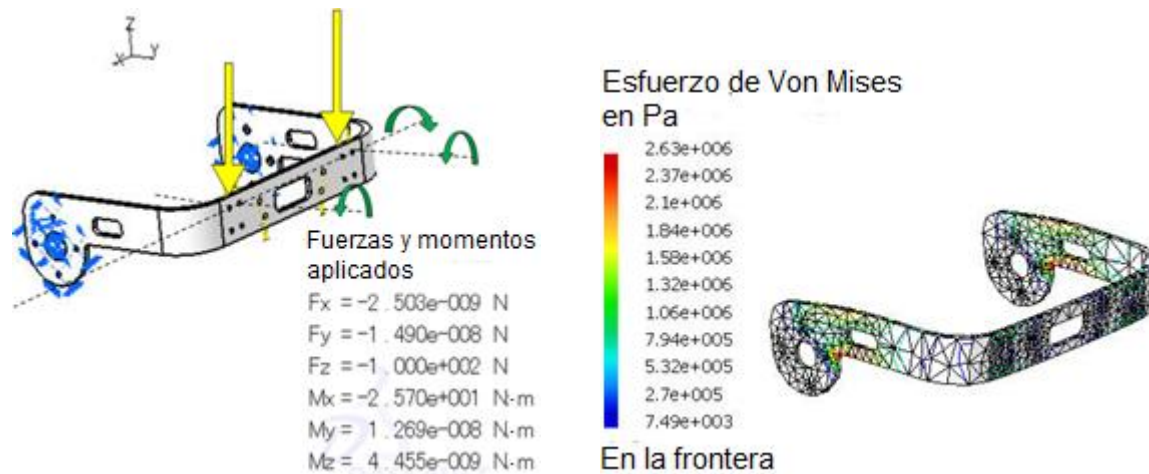 Z
X Y
Fuerzas y momentos
aplicados
Fx = -2.503e-009 N
Fy = -1.490e-008 N
Fz = -1.000e+002 N
Mx = -2.570e+001 N·m
My = 1.269e-008 N·m
Mz = 4.455e-009 N·m
Esfuerzo de Von Mises
en Pa
2.63e+006
2.37e+006
2.1e+006
1.84e+006
1.58e+006
1.32e+006
1.06e+006
7.94e+005
5.32e+005
2.7e+005
7.49e+003
En la frontera